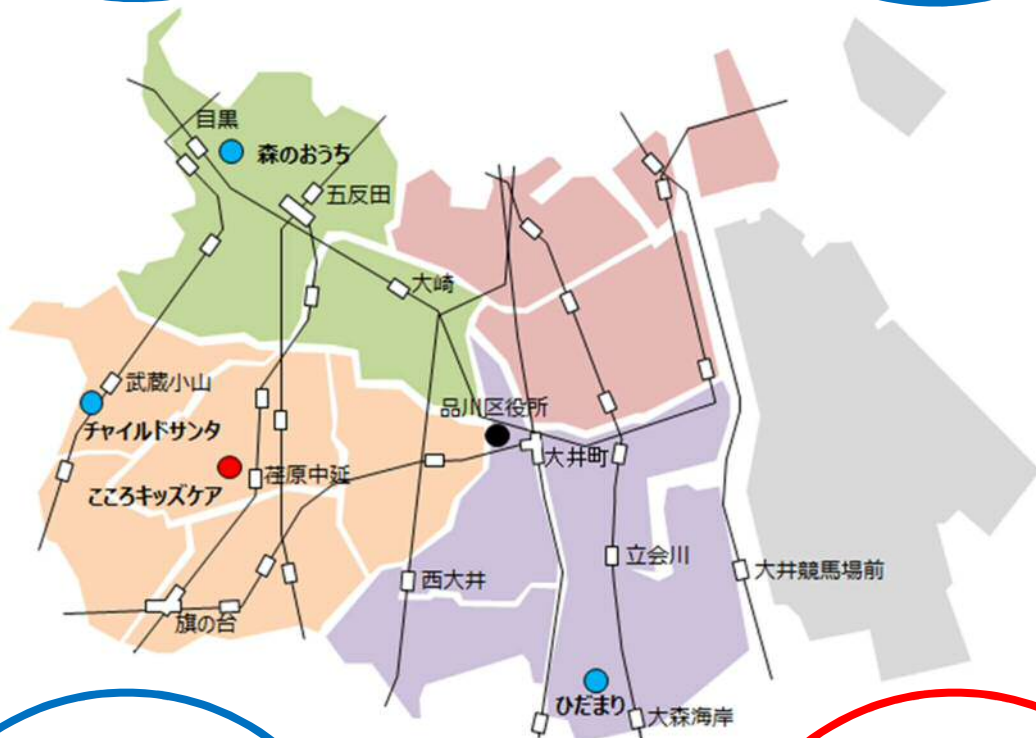 目黒
森のおうち
五反田
大崎
武蔵小山
チャイルドサンタ
品川区役所
大井町
こころキッズケア
荏原中延
立会川
大井競馬場前
西大井
旗の台
ひだまり
大森海岸